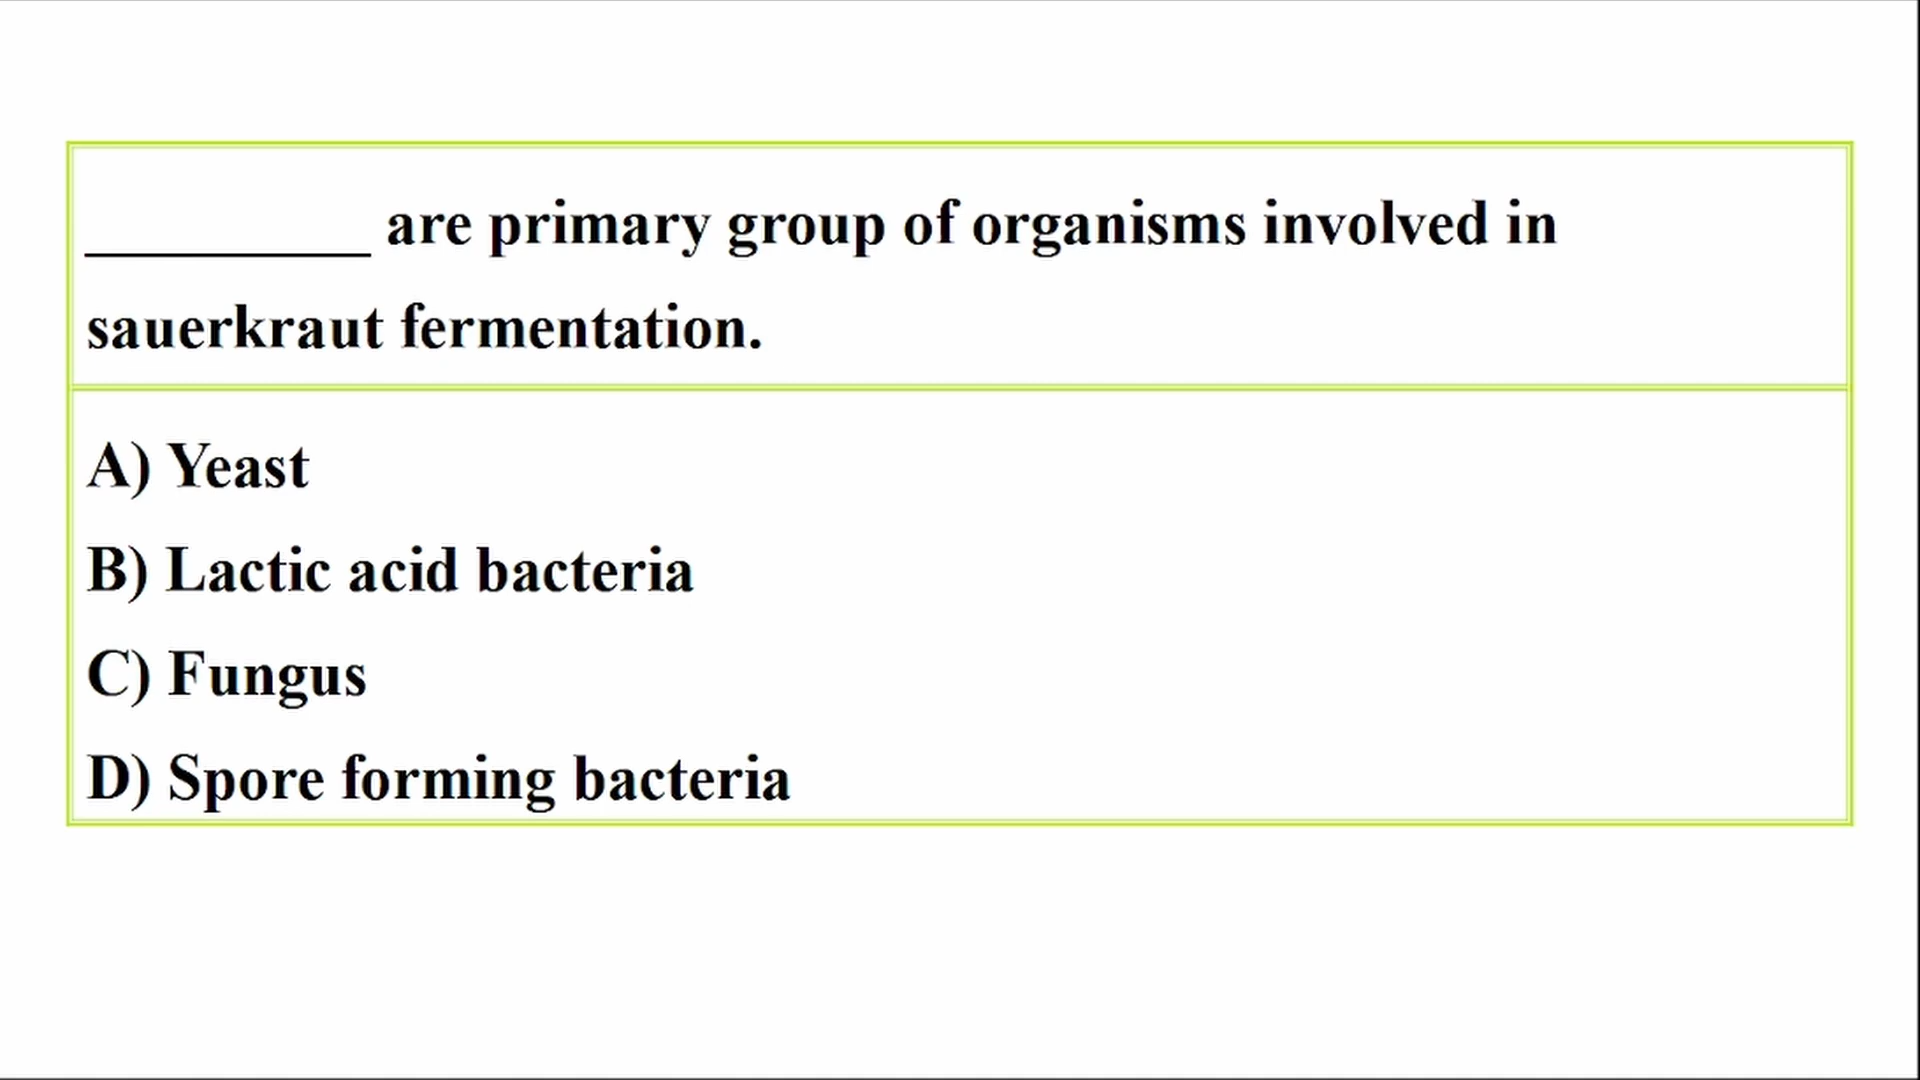 __________ are primary group of organisms involved in
sauerkraut fermentation.
A) Yeast
B) Lactic acid bacteria
C) Fungus
D) Spore forming bacteria